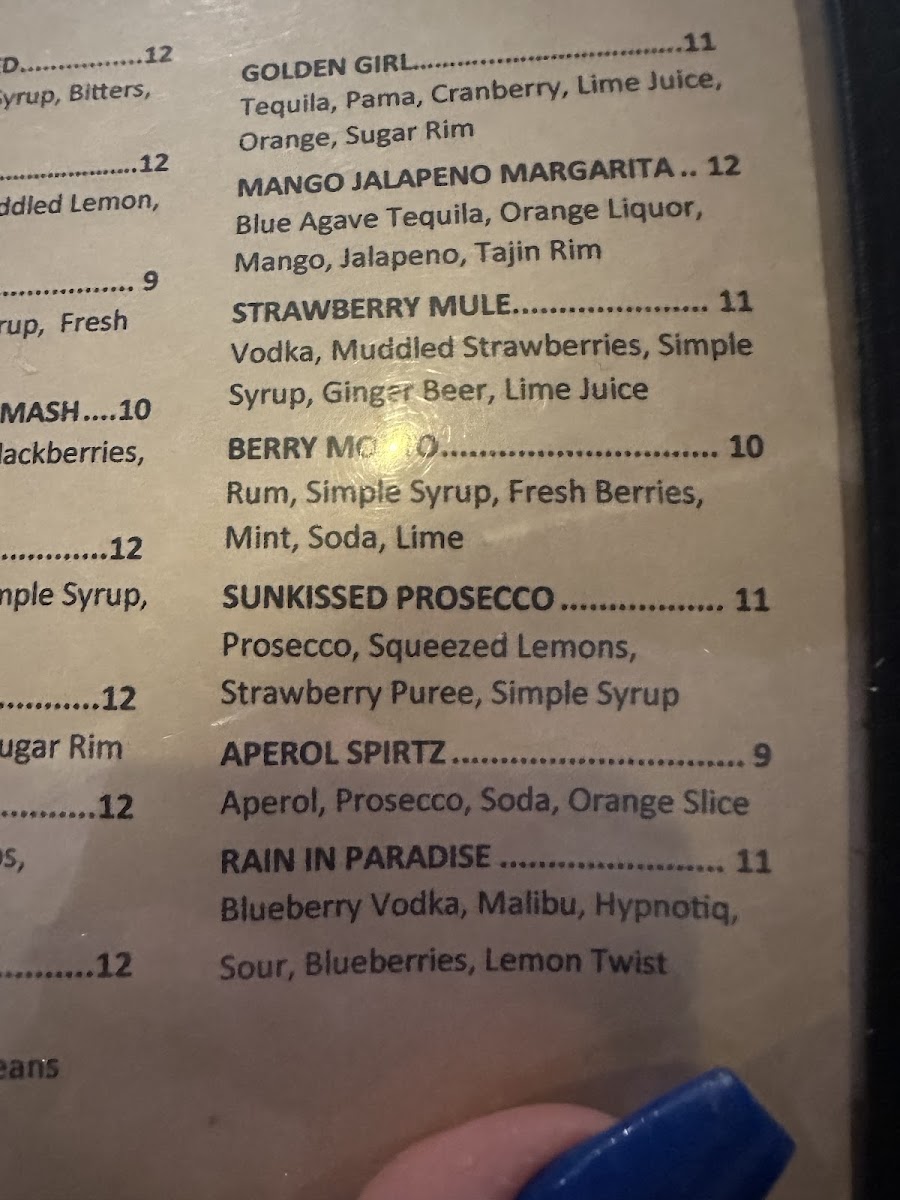 D................12
Syrup, Bitters,
....................12
ddled Lemon,
................. 9
rup, Fresh
MASH....10
lackberries,
............12
mple Syrup,
............12
ugar Rim
............12
os,
...........12
eans
GOLDEN GIRL....................................11
Tequila, Pama, Cranberry, Lime Juice,
Orange, Sugar Rim
MANGO JALAPENO MARGARITA .. 12
Blue Agave Tequila, Orange Liquor,
Mango, Jalapeno, Tajin Rim
STRAWBERRY MULE...................... 11
Vodka, Muddled Strawberries, Simple
Syrup, Ginger Beer, Lime Juice
BERRY ............................... 10
Rum, Simple Syrup, Fresh Berries,
Mint, Soda, Lime
SUNKISSED PROSECCO .................. 11
Prosecco, Squeezed Lemons,
Strawberry Puree, Simple Syrup
APEROL SPIRTZ ................................ 9
Aperol, Prosecco, Soda, Orange Slice
RAIN IN PARADISE ........................ 11
Blueberry Vodka, Malibu, Hypnotiq,
Sour, Blueberries, Lemon Twist